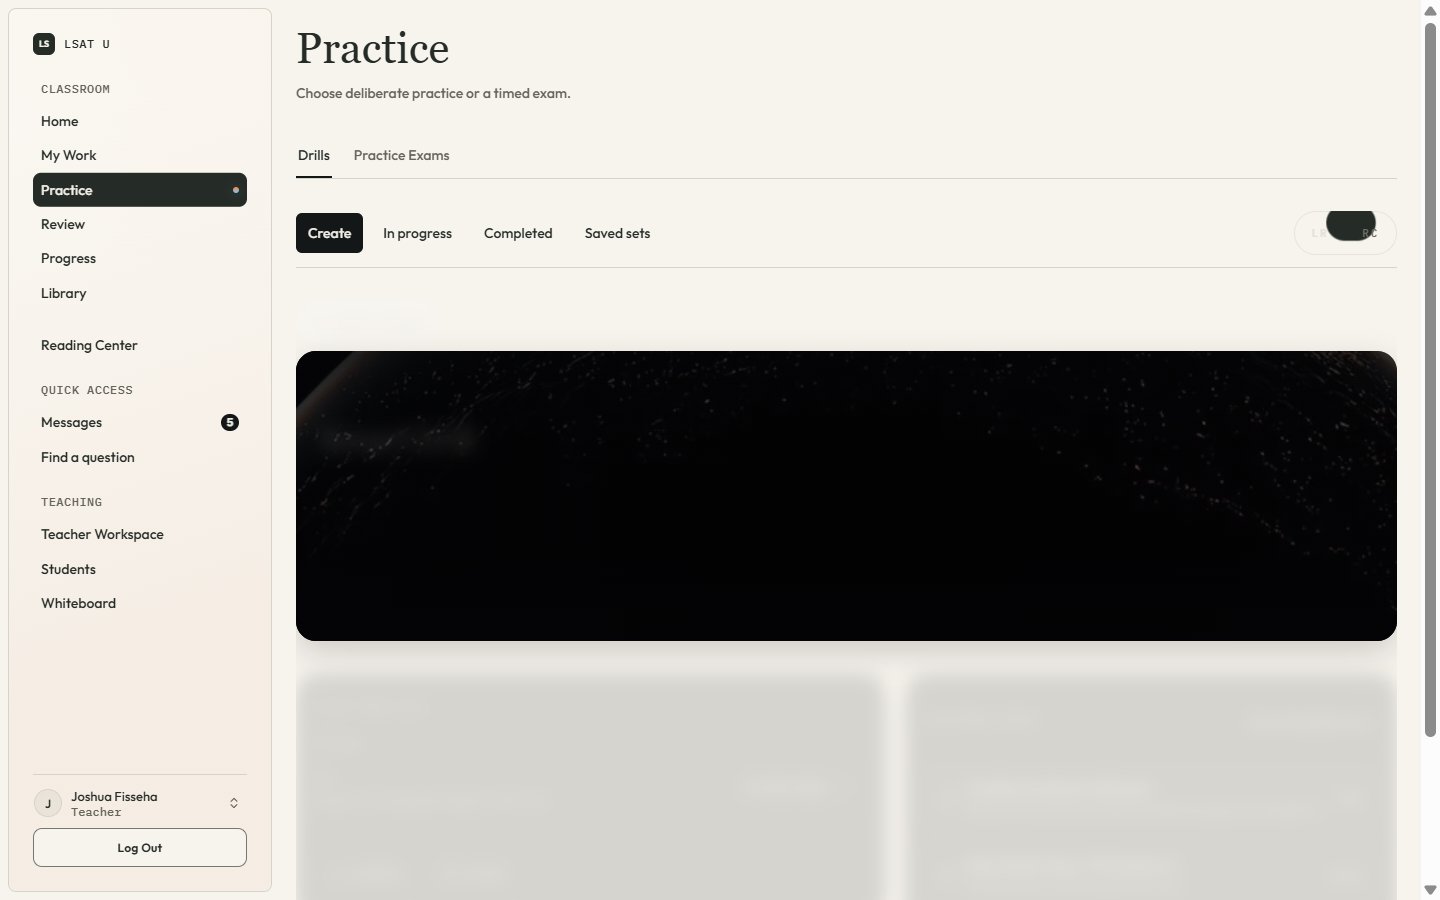 LS LSAT U
CLASSROOM
Home
My Work
Practice
Review
Progress
Library
Reading Center
QUICK ACCESS
Messages 5
Find a question
TEACHING
Teacher Workspace
Students
Whiteboard
J Joshua Fisseha
Teacher
Log Out
Practice
Choose deliberate practice or a timed exam.
Drills Practice Exams
Create In progress Completed Saved sets
RC